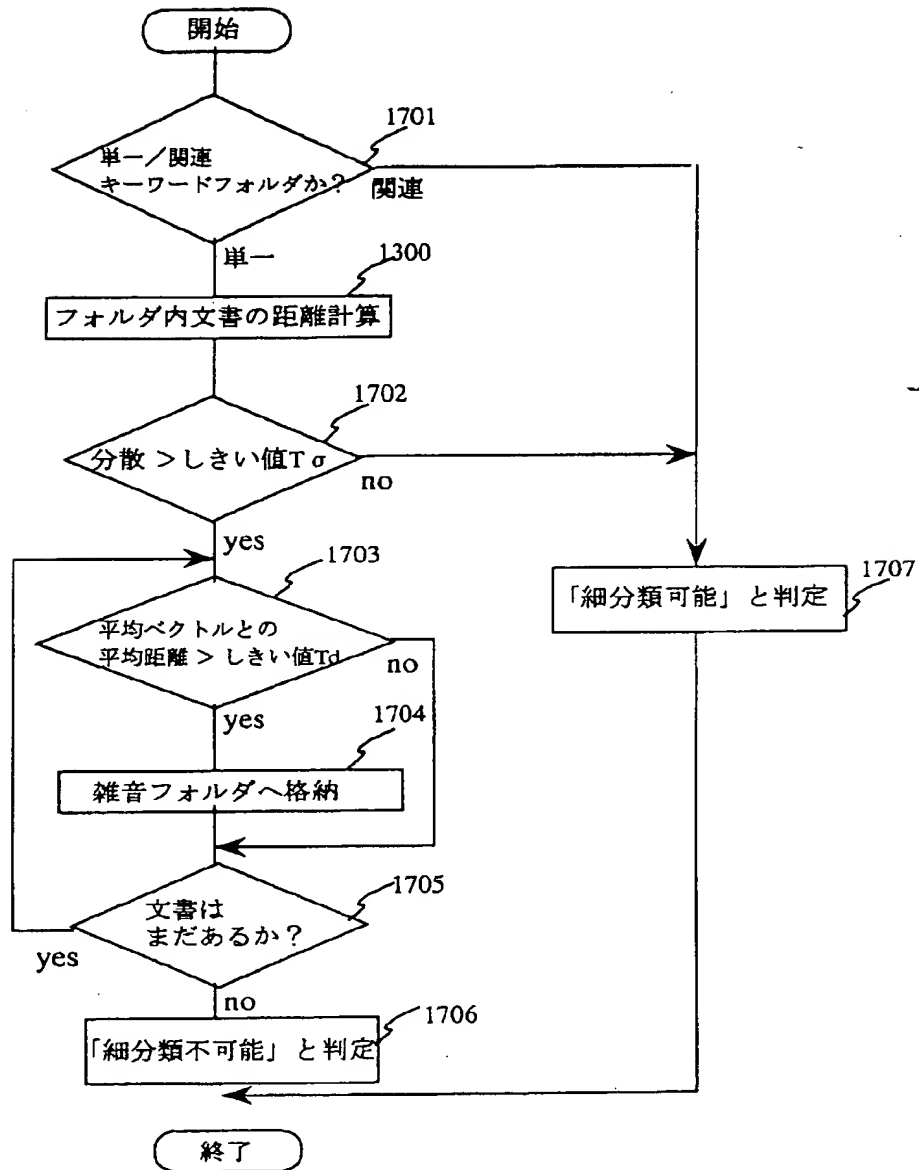 開始
1701
単一／関連
キーワードフォルダか？
関連
単一
1300
フォルダ内文書の距離計算
1702
分散 ＞しきい値Tσ
no
yes
1703
平均ベクトルとの
平均距離 ＞ しきい値Td
no
yes
1704
雑音フォルダへ格納
1705
文書は
まだあるか？
yes
no
1706
「細分類不可能」と判定
「細分類可能」と判定
1707
終了